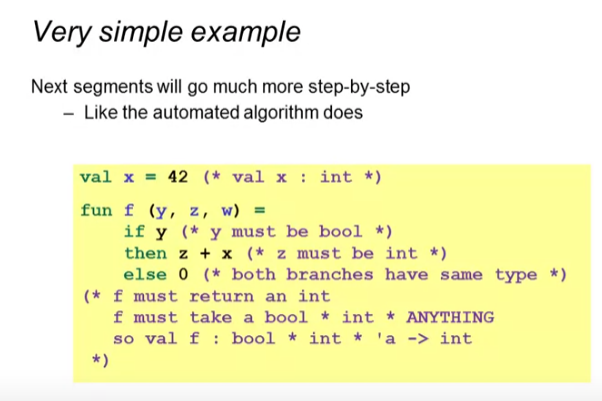 Very simple example
Next segments will go much more step-by-step
– Like the automated algorithm does
val x = 42 (* val x : int *)
fun f (y, z, w) =
if y (* y must be bool *)
then z + x (* z must be int *)
else 0 (* both branches have same type *)
(* f must return an int
f must take a bool * int * ANYTHING
so val f : bool * int * 'a -> int
*)